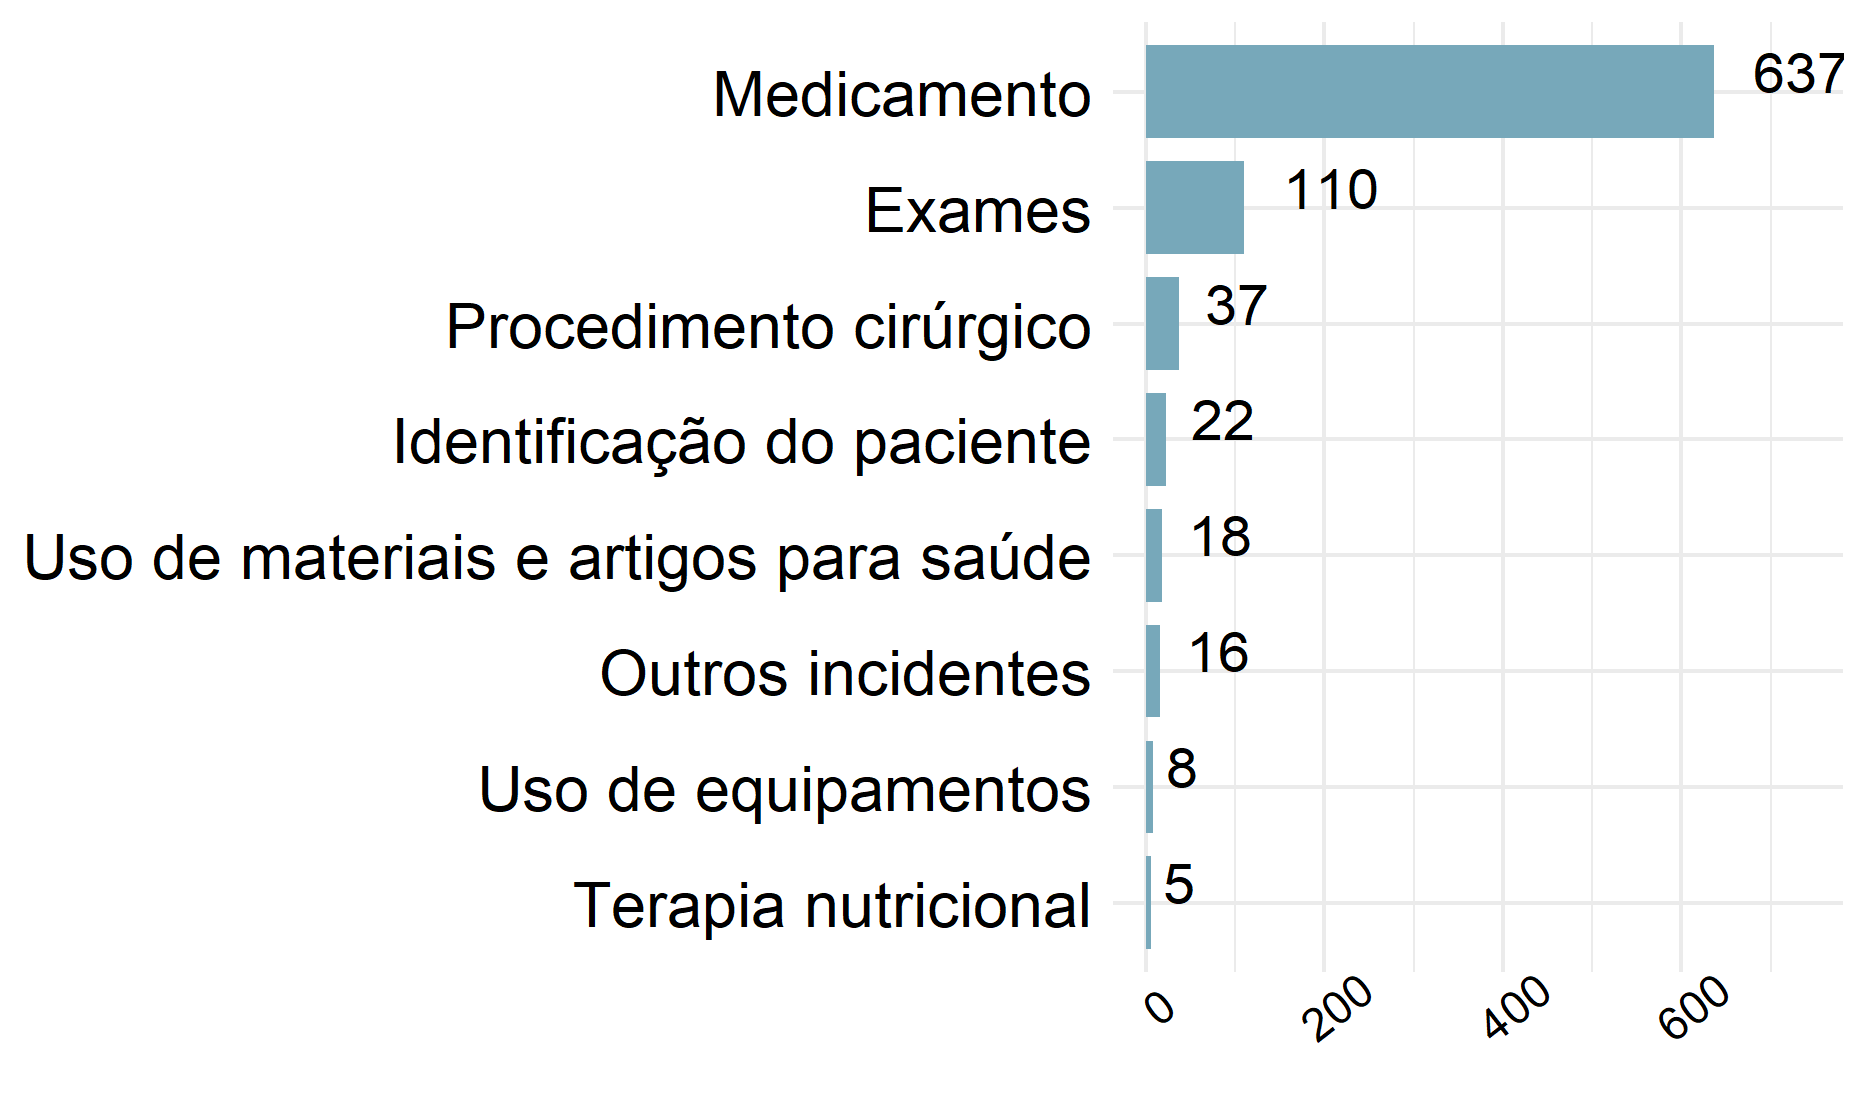 Medicamento 637
Exames 110
Procedimento cirúrgico 37
Identificação do paciente 22
Uso de materiais e artigos para saúde 18
Outros incidentes 16
Uso de equipamentos 8
Terapia nutricional 5
0 200 400 600